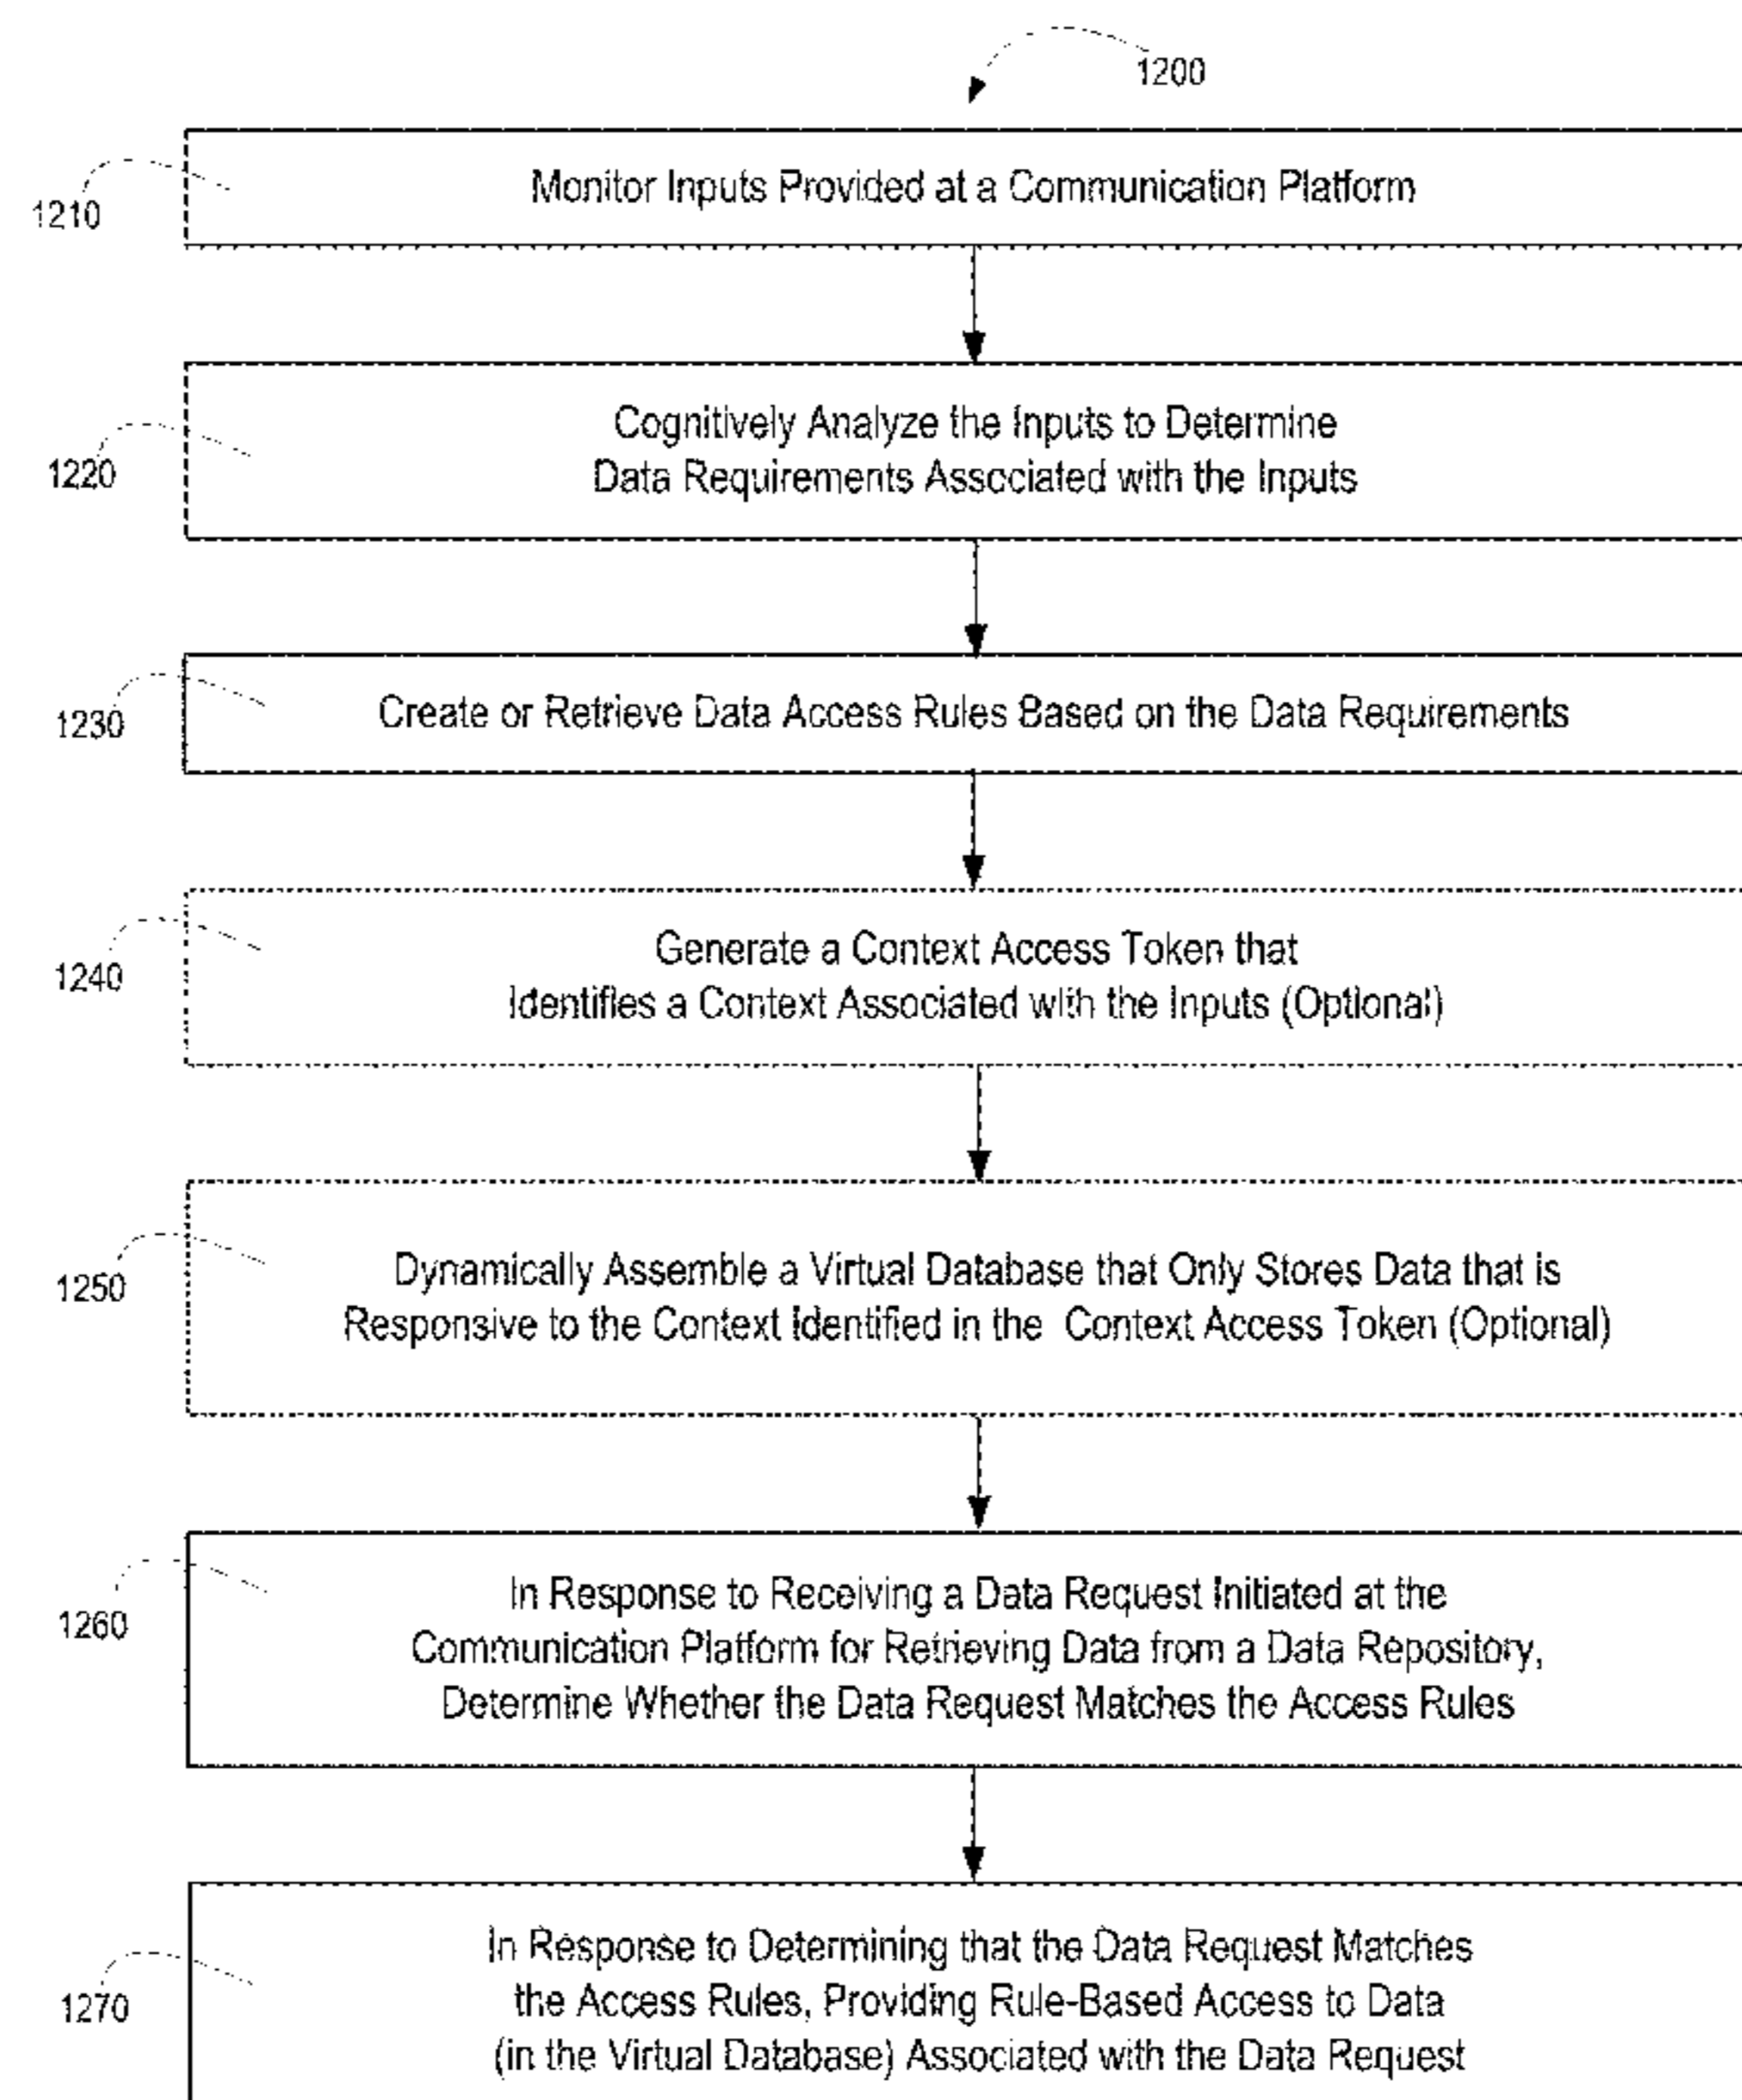 1200
1210
Monitor Inputs Provided at a Communication Platform
1220
Cognitively Analyze the Inputs to Determine
Data Requirements Associated with the Inputs
1230
Create or Retrieve Data Access Rules Based on the Data Requirements
1240
Generate a Context Access Token that
Identifies a Context Associated with the Inputs (Optional)
1250
Dynamically Assemble a Virtual Database that Only Stores Data that is
Responsive to the Context Identified in the Context Access Token (Optional)
1260
In Response to Receiving a Data Request Initiated at the
Communication Platform for Retrieving Data from a Data Repository,
Determine Whether the Data Request Matches the Access Rules
1270
In Response to Determining that the Data Request Matches
the Access Rules, Providing Rule-Based Access to Data
(in the Virtual Database) Associated with the Data Request